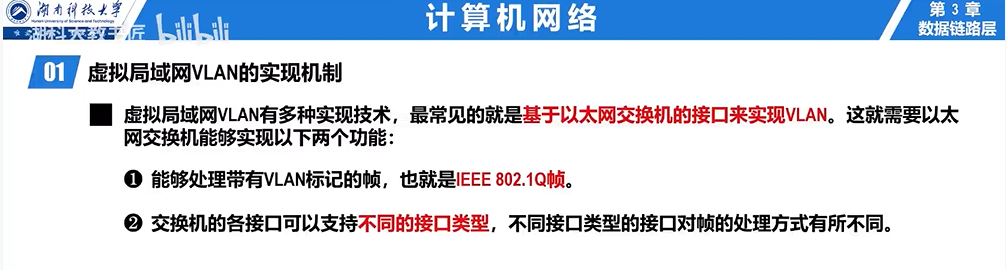 湖南科技大学
Hunan University of Science and Technology
湖科大教书匠 bilibili
计算机网络
第 3 章
数据链路层
01 虚拟局域网VLAN的实现机制
虚拟局域网VLAN有多种实现技术，最常见的就是基于以太网交换机的接口来实现VLAN。这就需要以太
网交换机能够实现以下两个功能：
❶ 能够处理带有VLAN标记的帧，也就是IEEE 802.1Q帧。
❷ 交换机的各接口可以支持不同的接口类型，不同接口类型的接口对帧的处理方式有所不同。